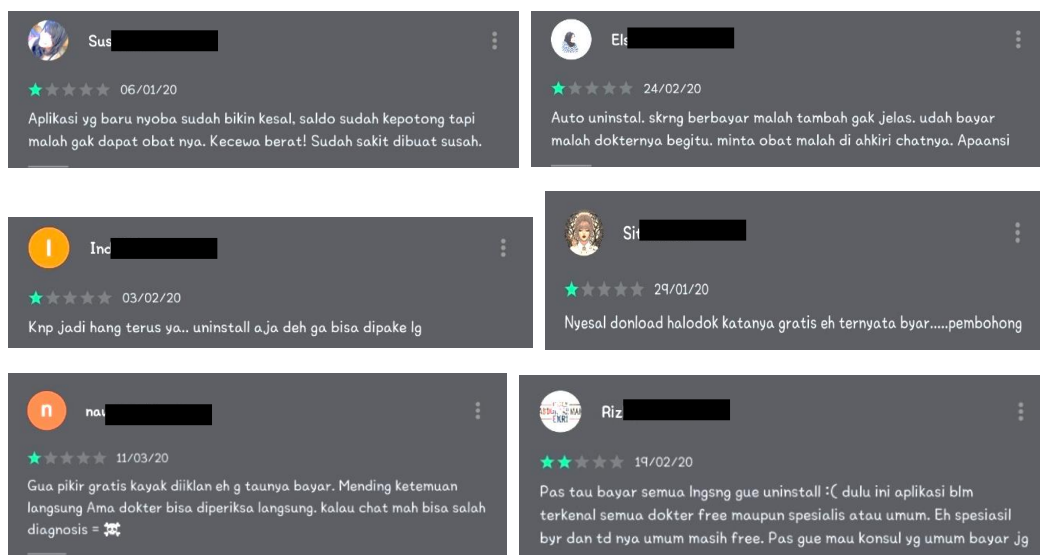 Sus
06/01/20
Aplikasi yg baru nyoba sudah bikin kesal, saldo sudah kepotong tapi
malah gak dapat obat nya. Kecewa berat! Sudah sakit dibuat susah.
Els
24/02/20
Auto uninstal. skrng berbayar malah tambah gak jelas. udah bayar
malah dokternya begitu. minta obat malah di ahkiri chatnya. Apaansi
I
Ind
03/02/20
Knp jadi hang terus ya.. uninstall aja deh ga bisa dipake lg
Sit
29/01/20
Nyesal donload halodok katanya gratis eh ternyata byar.....pembohong
n
nau
11/03/20
Gua pikir gratis kayak diiklan eh g taunya bayar. Mending ketemuan
langsung Ama dokter bisa diperiksa langsung. kalau chat mah bisa salah
diagnosis = ☠️
Riz
19/02/20
Pas tau bayar semua lngsng gue uninstall :( dulu ini aplikasi blm
terkenal semua dokter free maupun spesialis atau umum. Eh spesiasil
byr dan td nya umum masih free. Pas gue mau konsul yg umum bayar jg